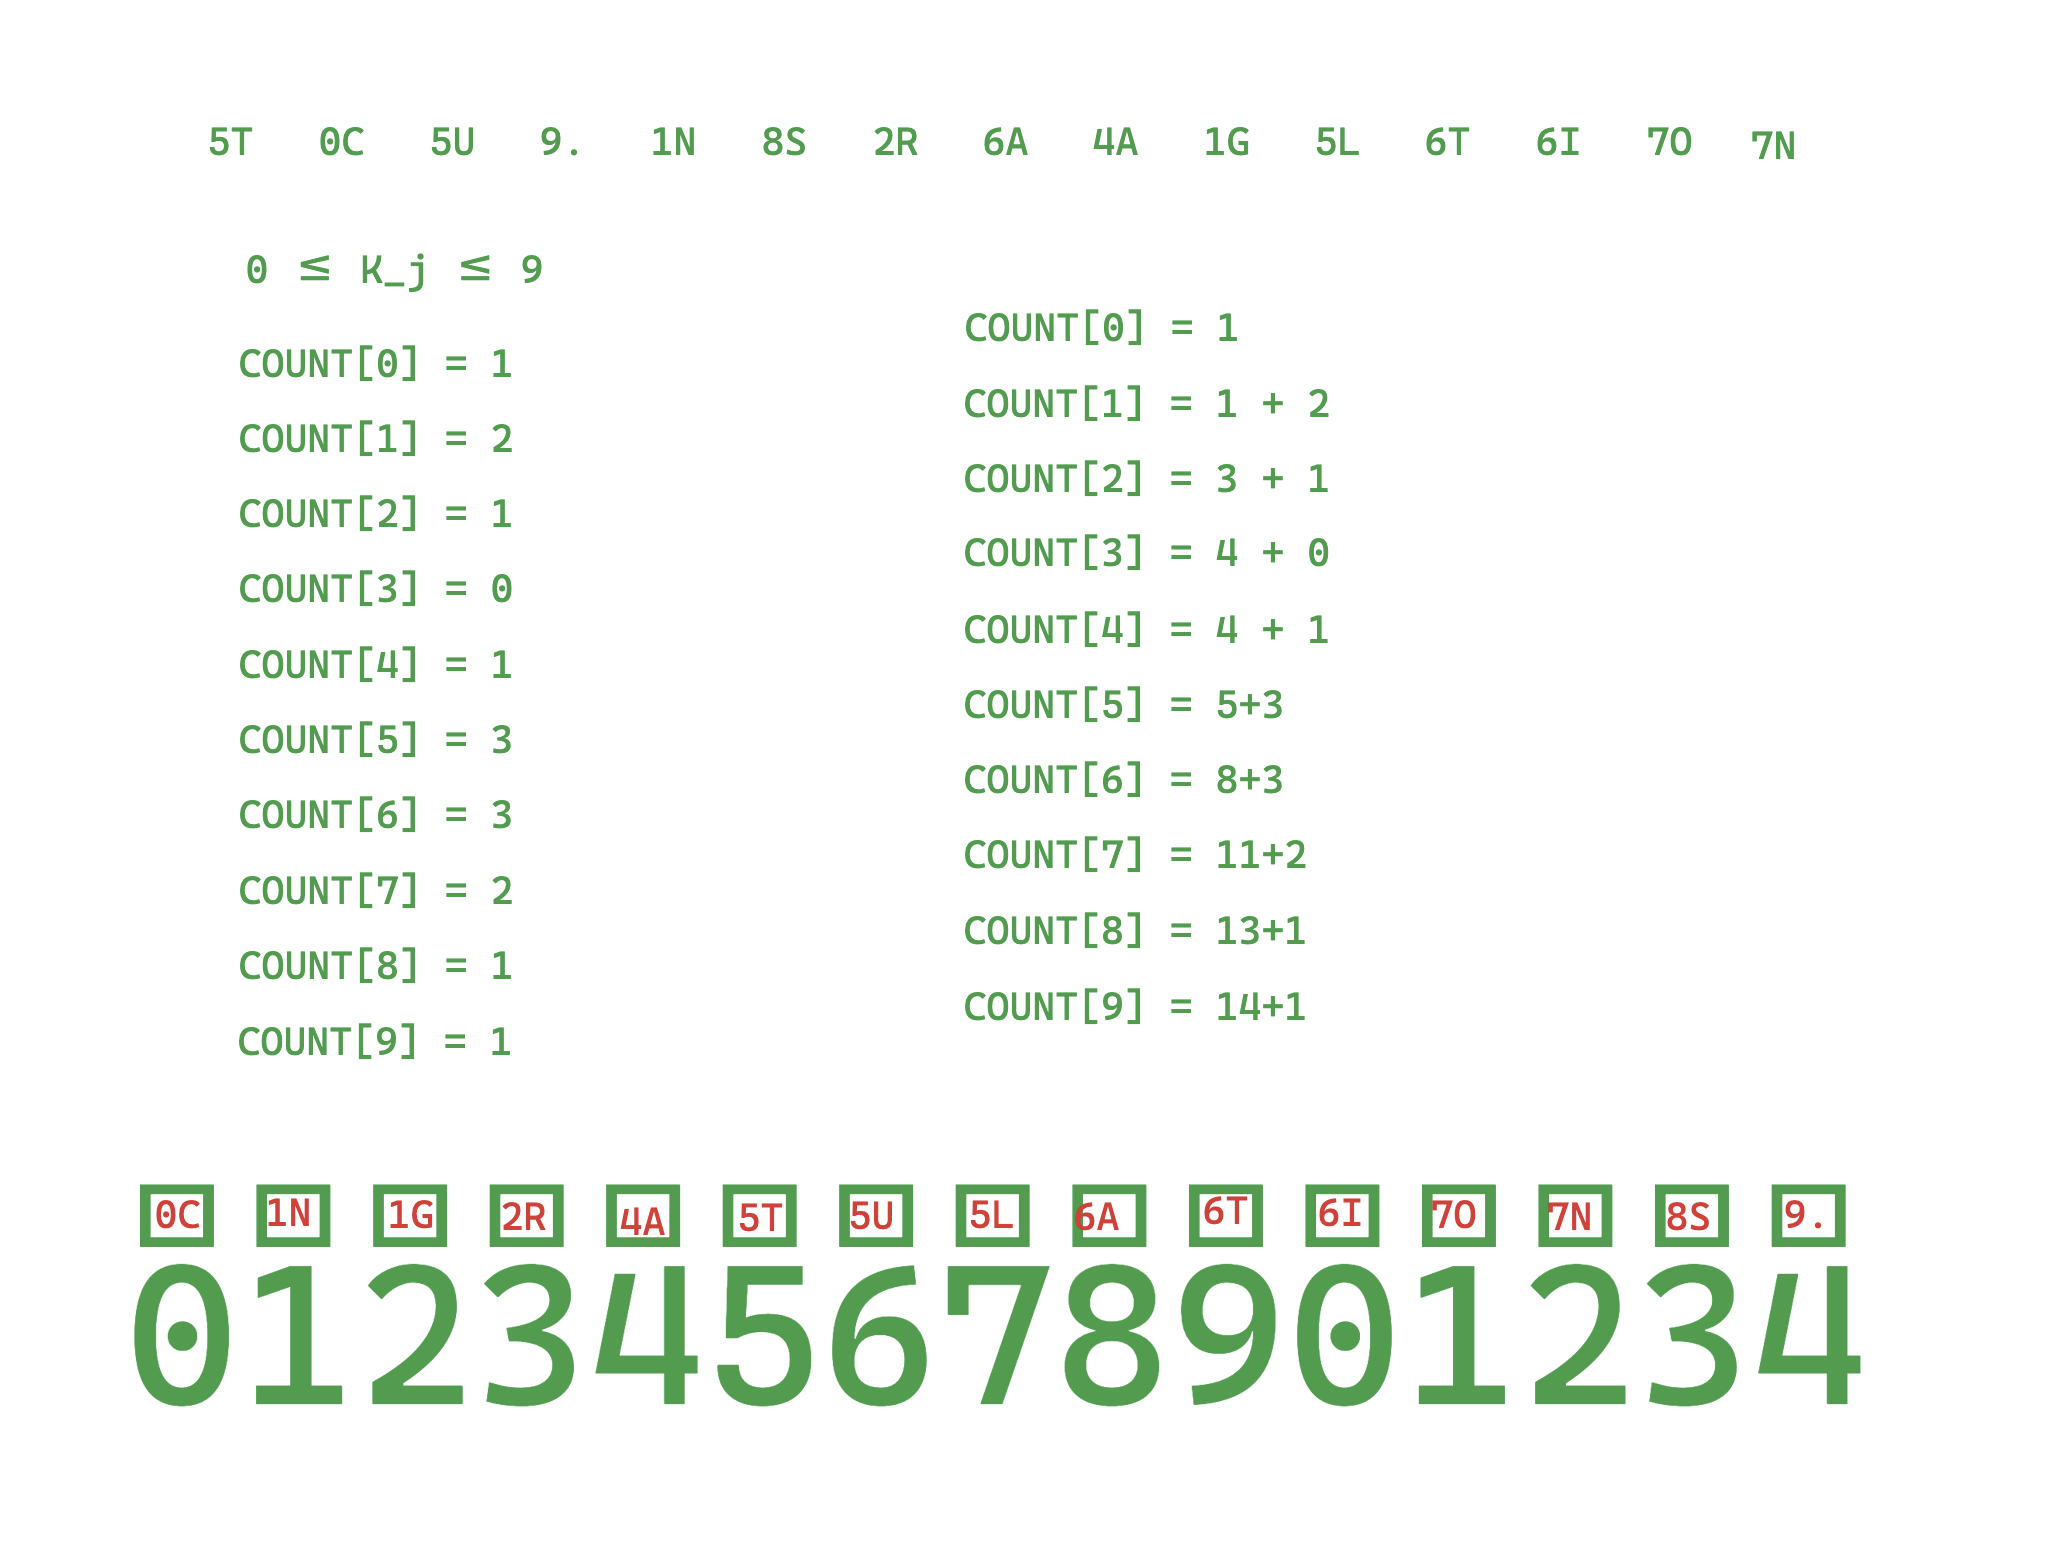 5T 0C 5U 9. 1N 8S 2R 6A 4A 1G 5L 6T 6I 7O 7N
0 ≤ K_j ≤ 9
COUNT[0] = 1
COUNT[1] = 2
COUNT[2] = 1
COUNT[3] = 0
COUNT[4] = 1
COUNT[5] = 3
COUNT[6] = 3
COUNT[7] = 2
COUNT[8] = 1
COUNT[9] = 1
COUNT[0] = 1
COUNT[1] = 1 + 2
COUNT[2] = 3 + 1
COUNT[3] = 4 + 0
COUNT[4] = 4 + 1
COUNT[5] = 5+3
COUNT[6] = 8+3
COUNT[7] = 11+2
COUNT[8] = 13+1
COUNT[9] = 14+1
0C 1N 1G 2R 4A 5T 5U 5L 6A 6T 6I 7O 7N 8S 9.
012345678901234